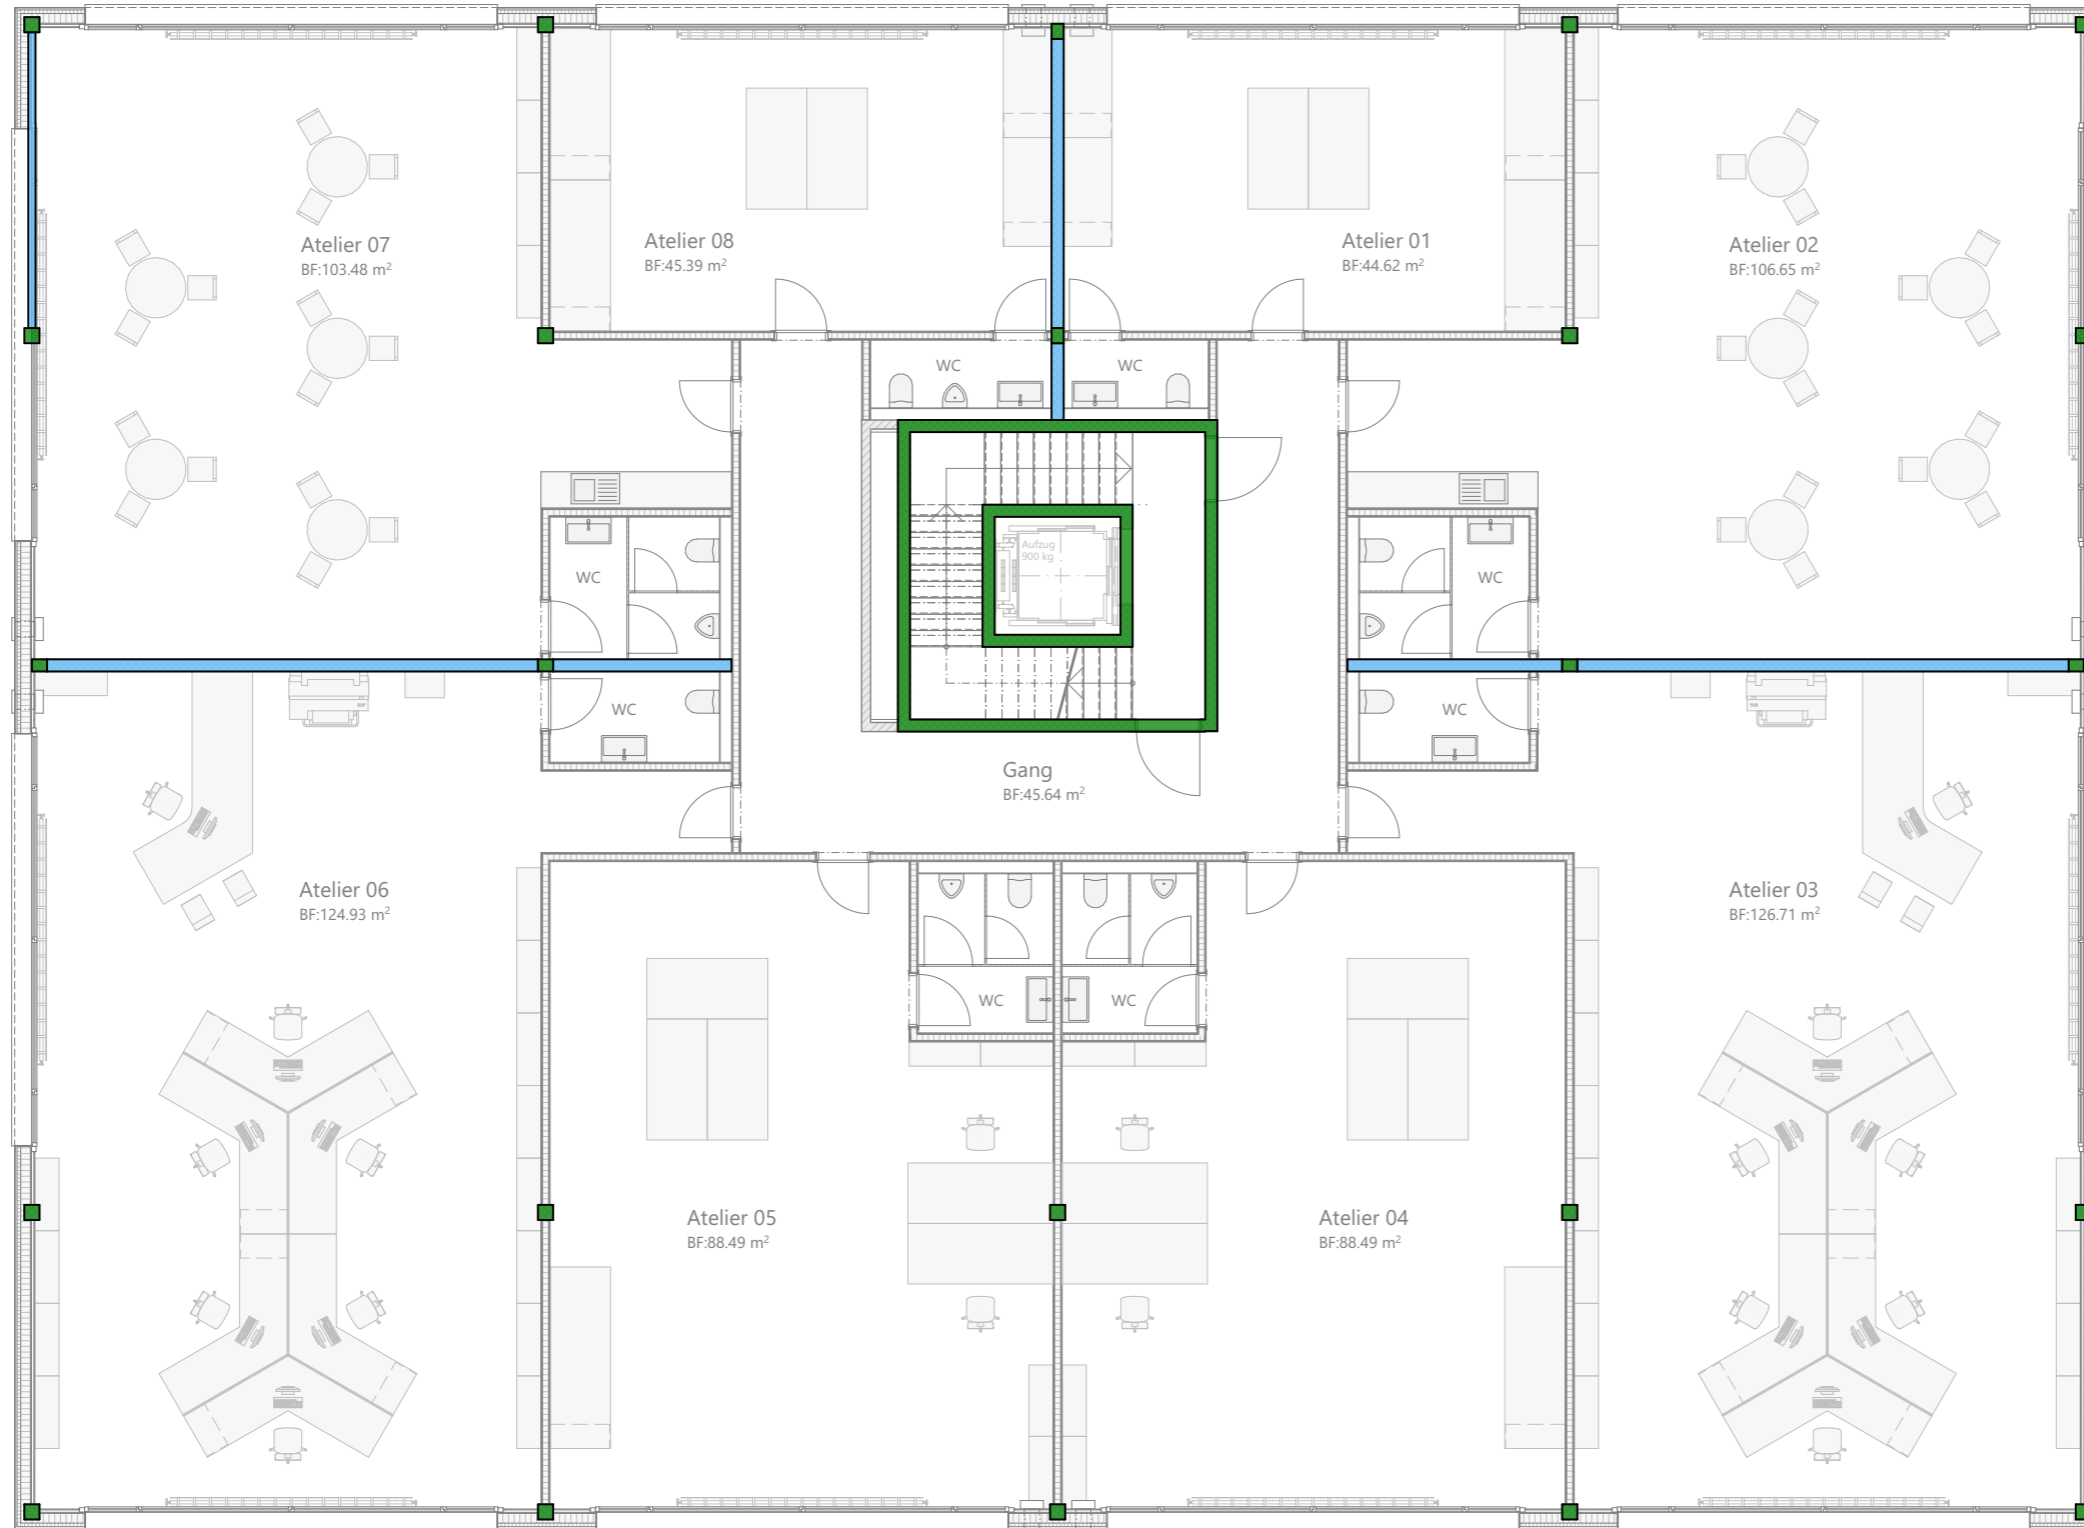 Atelier 07
BF:103.48 m²
Atelier 08
BF:45.39 m²
Atelier 01
BF:44.62 m²
Atelier 02
BF:106.65 m²
WC
WC
Aufzug
900 kg
WC
WC
WC
WC
Gang
BF:45.64 m²
Atelier 06
BF:124.93 m²
Atelier 03
BF:126.71 m²
WC
WC
Atelier 05
BF:88.49 m²
Atelier 04
BF:88.49 m²